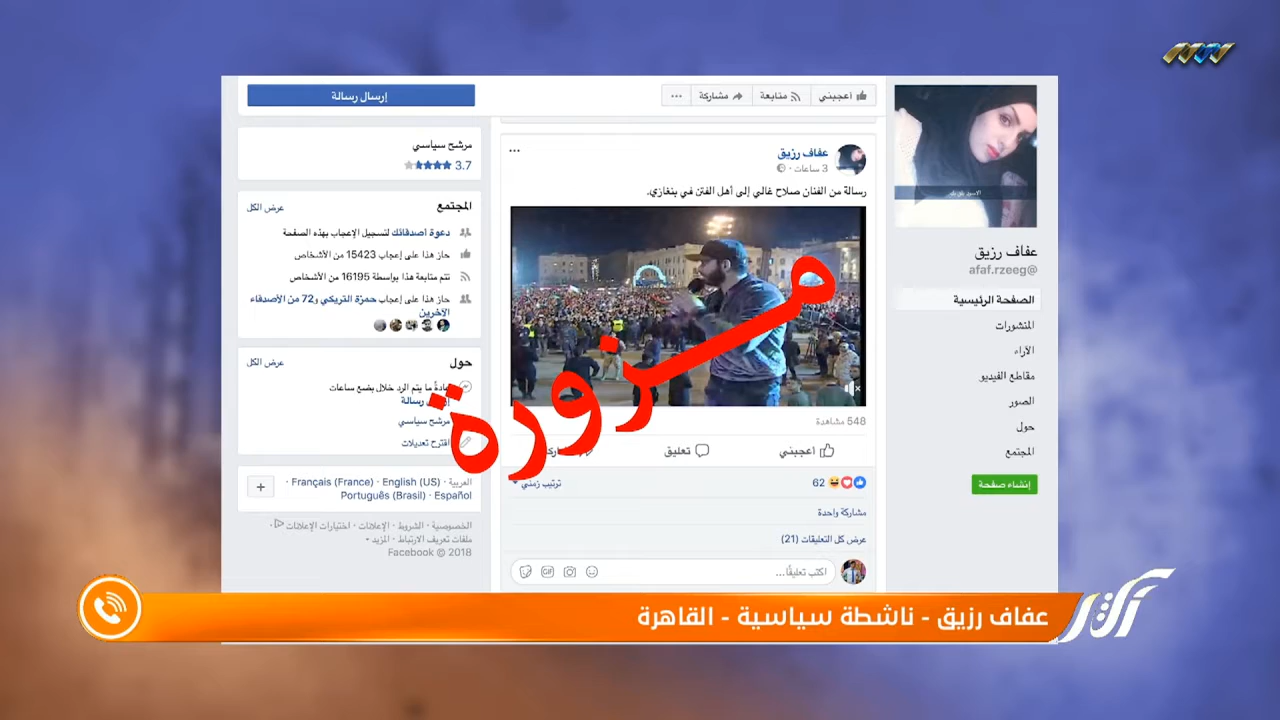 إرسال رسالة
مرشح سياسي
3.7
المجتمع
عرض الكل
دعوة أصدقائك لتسجيل الإعجاب بهذه الصفحة
حاز هذا على إعجاب 15423 من الأشخاص
تتم متابعة هذا بواسطة 16195 من الأشخاص
حاز هذا على إعجاب حمزة التريكي و72 من الأصدقاء
الآخرين
حول
عرض الكل
عادةً ما يتم الرد خلال بضع ساعات
رسالة
مرشح سياسي
اقترح تعديلات
العربية · English (US) · Français (France) ·
Español · Português (Brasil)
الخصوصية · الشروط · الإعلانات · اختيارات الإعلانات ·
ملفات تعريف الارتباط · المزيد
Facebook © 2018
أعجبني
متابعة
مشاركة
عفاف رزيق
3 ساعات ·
رسالة من الفنان صلاح غالي إلى أهل الفتن في بنغازي.
مزورة
548 مشاهدة
أعجبني
تعليق
62
ترتيب زمني
مشاركة واحدة
عرض كل التعليقات (21)
اكتب تعليقًا...
GIF
عفاف رزيق
@afaf.rzeeg
الصفحة الرئيسية
المنشورات
الآراء
مقاطع الفيديو
الصور
حول
المجتمع
إنشاء صفحة
عفاف رزيق - ناشطة سياسية - القاهرة